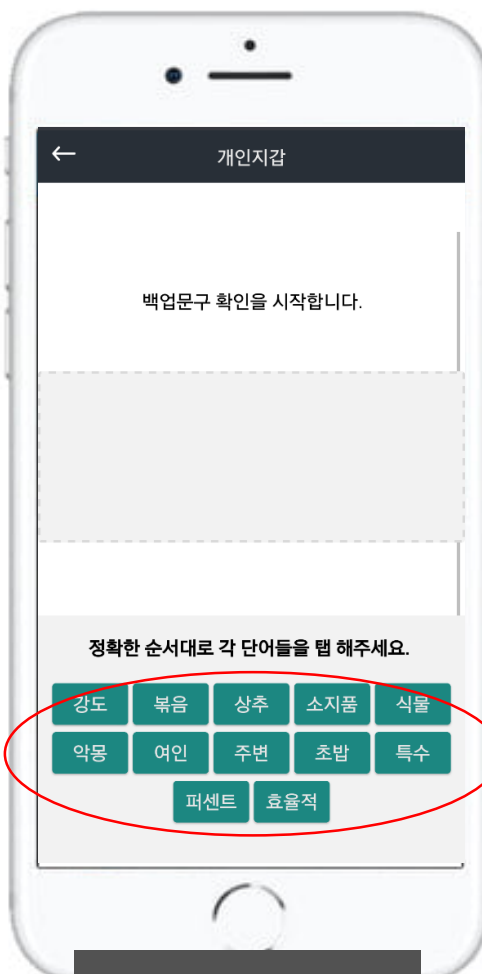 개인지갑
백업문구 확인을 시작합니다.
정확한 순서대로 각 단어들을 탭 해주세요.
강도 볶음 상추 소지품 식물
악몽 여인 주변 초밥 특수
퍼센트 효율적